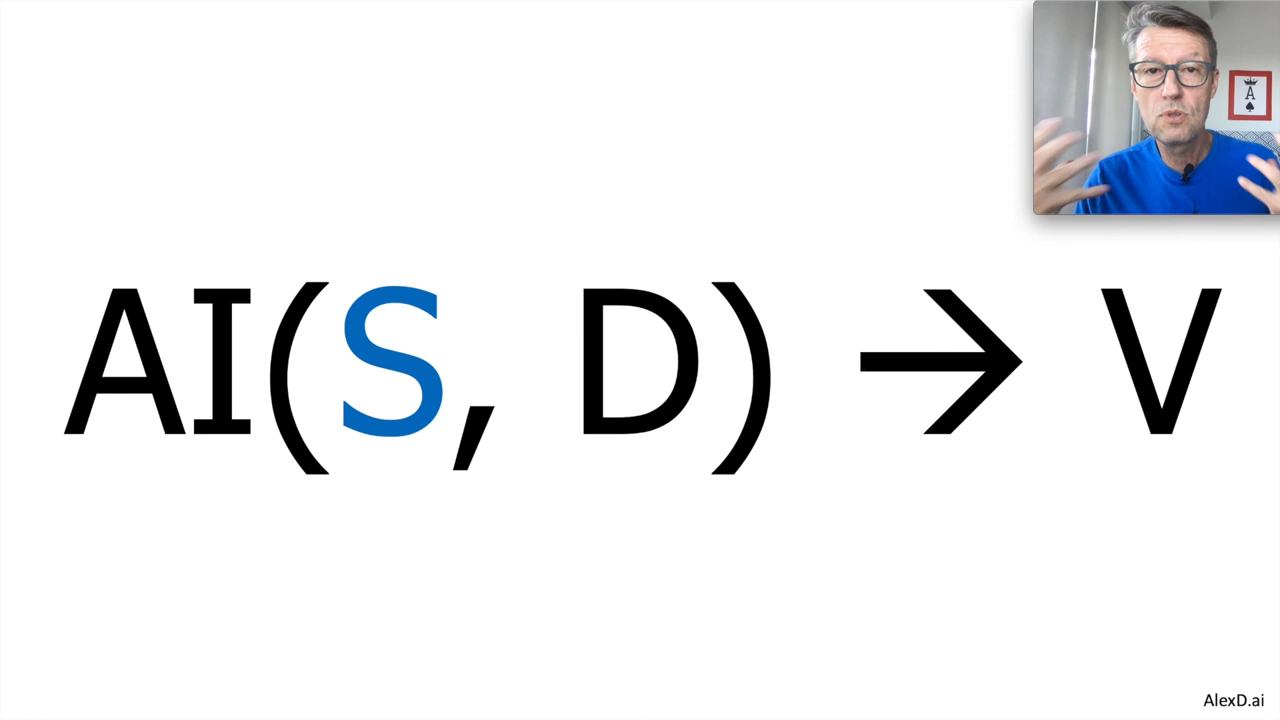 A
AI(S, D) → V
AlexD.ai